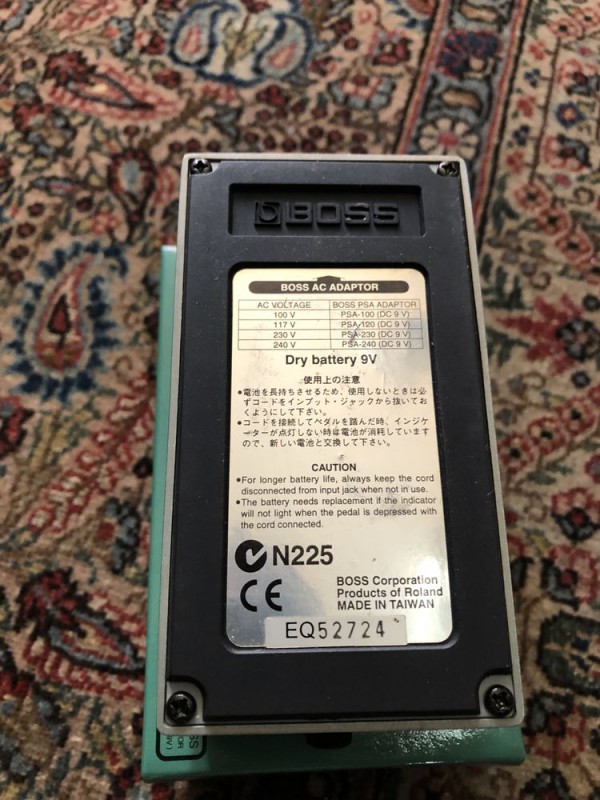 BOSS
BOSS AC ADAPTOR
AC VOLTAGE BOSS PSA ADAPTOR
100 V PSA-100 (DC 9 V)
117 V PSA-120 (DC 9 V)
230 V PSA-230 (DC 9 V)
240 V PSA-240 (DC 9 V)
Dry battery 9V
使用上の注意
●電池を長持ちさせるため、使用しないときは必
ずコードをインプット・ジャックから抜いてお
くようにして下さい。
●コードを接続してペダルを踏んだ時、インジケ
ーターが点灯しない時は電池が消耗しています
ので、新しい電池と交換して下さい。
CAUTION
●For longer battery life, always keep the cord
disconnected from input jack when not in use.
●The battery needs replacement if the indicator
will not light when the pedal is depressed with
the cord connected.
N225
CE
BOSS Corporation
Products of Roland
MADE IN TAIWAN
EQ52724